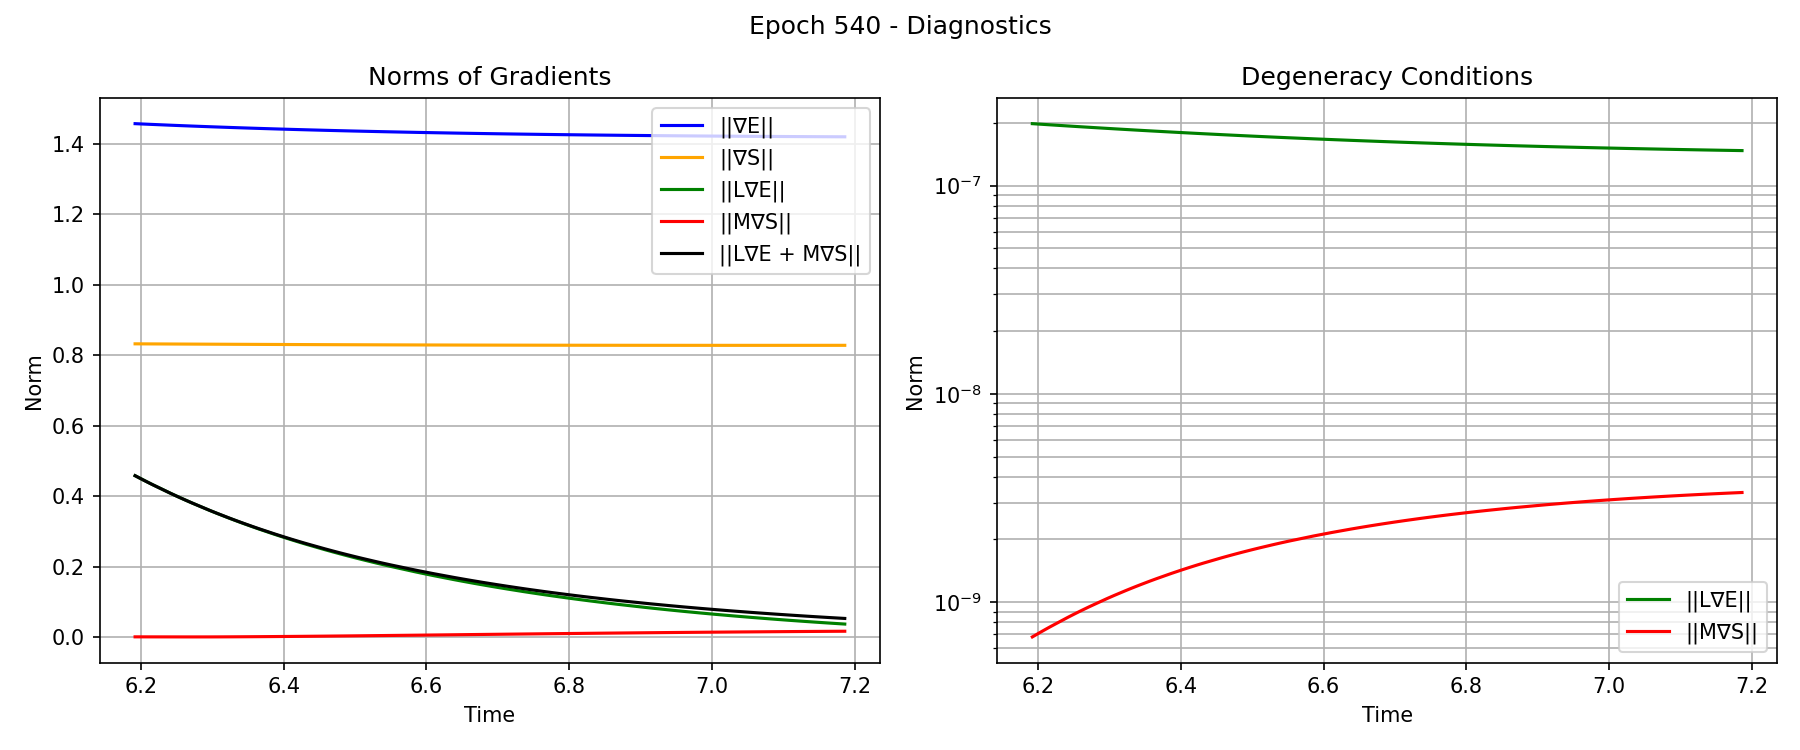 Epoch 540 - Diagnostics
Norms of Gradients
Norm
1.4
1.2
1.0
0.8
0.6
0.4
0.2
0.0
||∇E||
||∇S||
||L∇E||
||M∇S||
||L∇E + M∇S||
6.2 6.4 6.6 6.8 7.0 7.2
Time
Degeneracy Conditions
Norm
10⁻⁷
10⁻⁸
10⁻⁹
||L∇E||
||M∇S||
6.2 6.4 6.6 6.8 7.0 7.2
Time